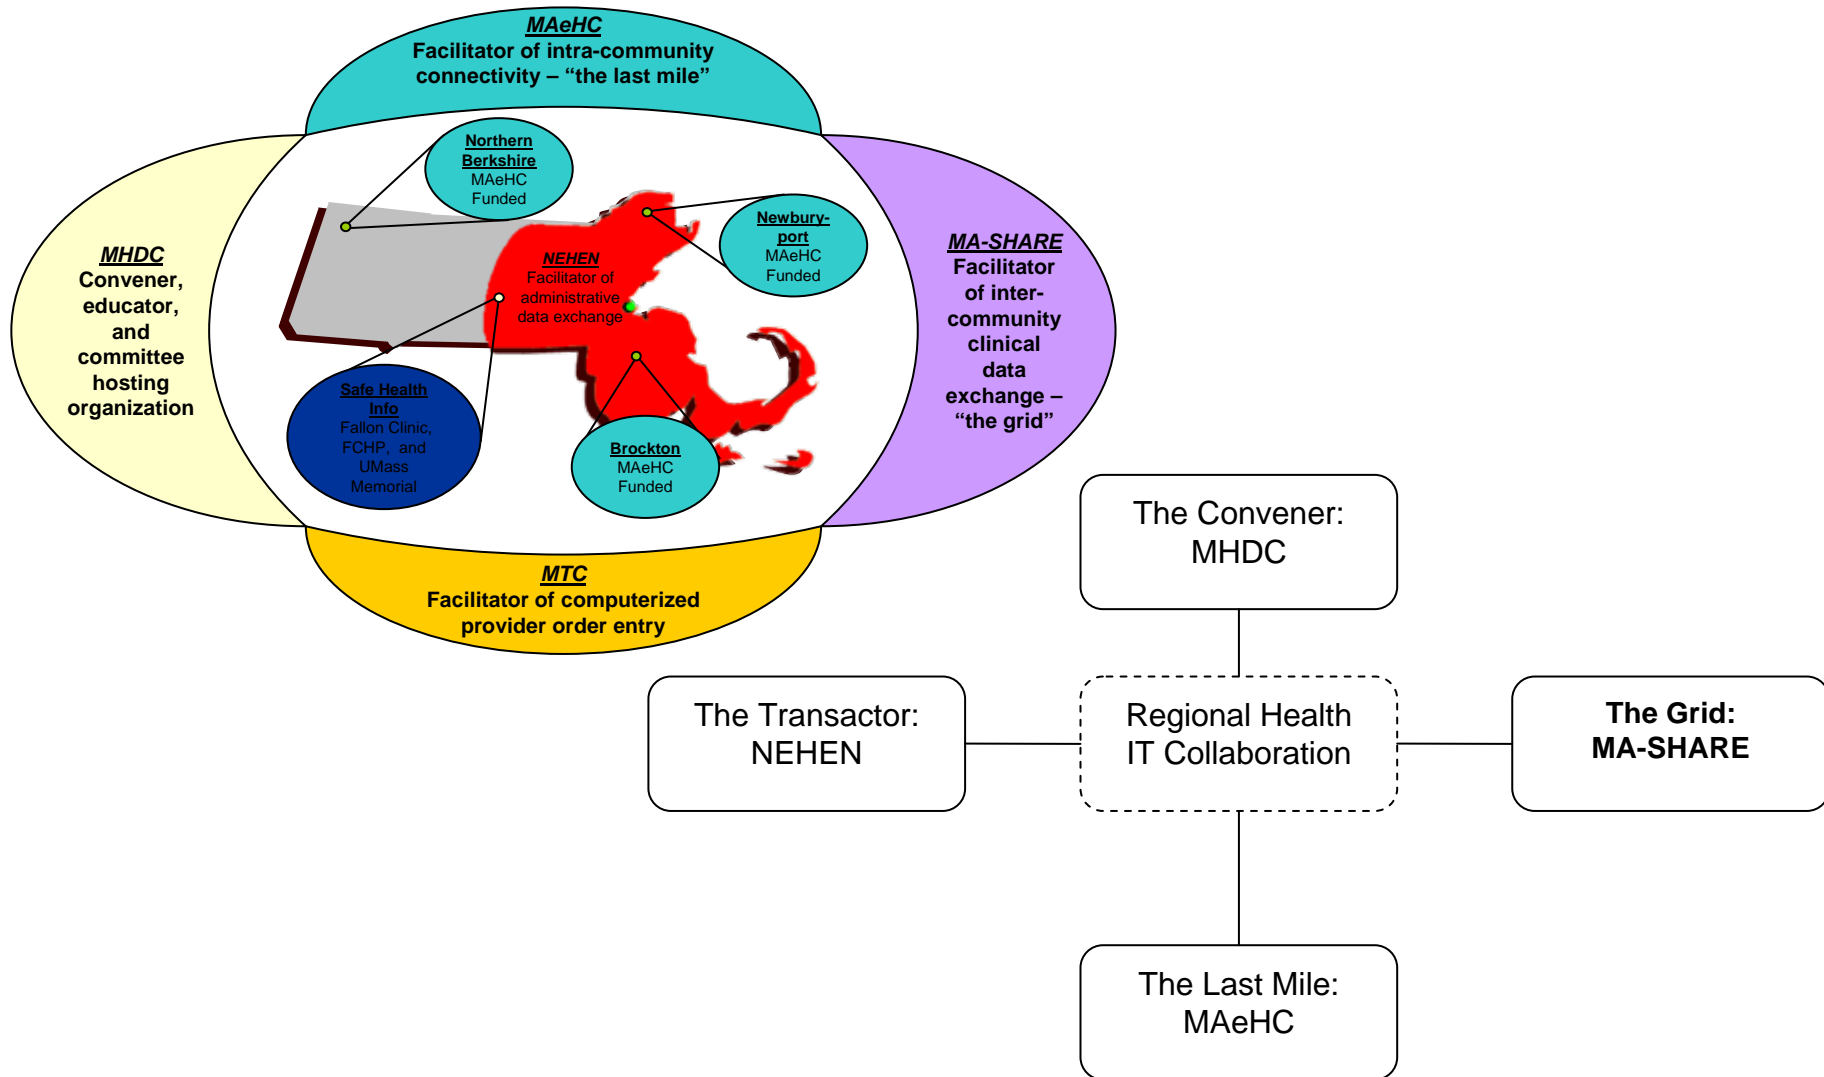 MAeHC
Facilitator of intra-community
connectivity – “the last mile”
Northern
Berkshire
MAeHC
Funded
Newbury-
port
MAeHC
Funded
MHDC
Convener,
educator,
and
committee
hosting
organization
NEHEN
Facilitator of
administrative
data exchange
MA-SHARE
Facilitator
of inter-
community
clinical
data
exchange –
“the grid”
Safe Health
Info
Fallon Clinic,
FCHP, and
UMass
Memorial
Brockton
MAeHC
Funded
MTC
Facilitator of computerized
provider order entry
The Convener:
MHDC
The Transactor:
NEHEN
Regional Health
IT Collaboration
The Grid:
MA-SHARE
The Last Mile:
MAeHC